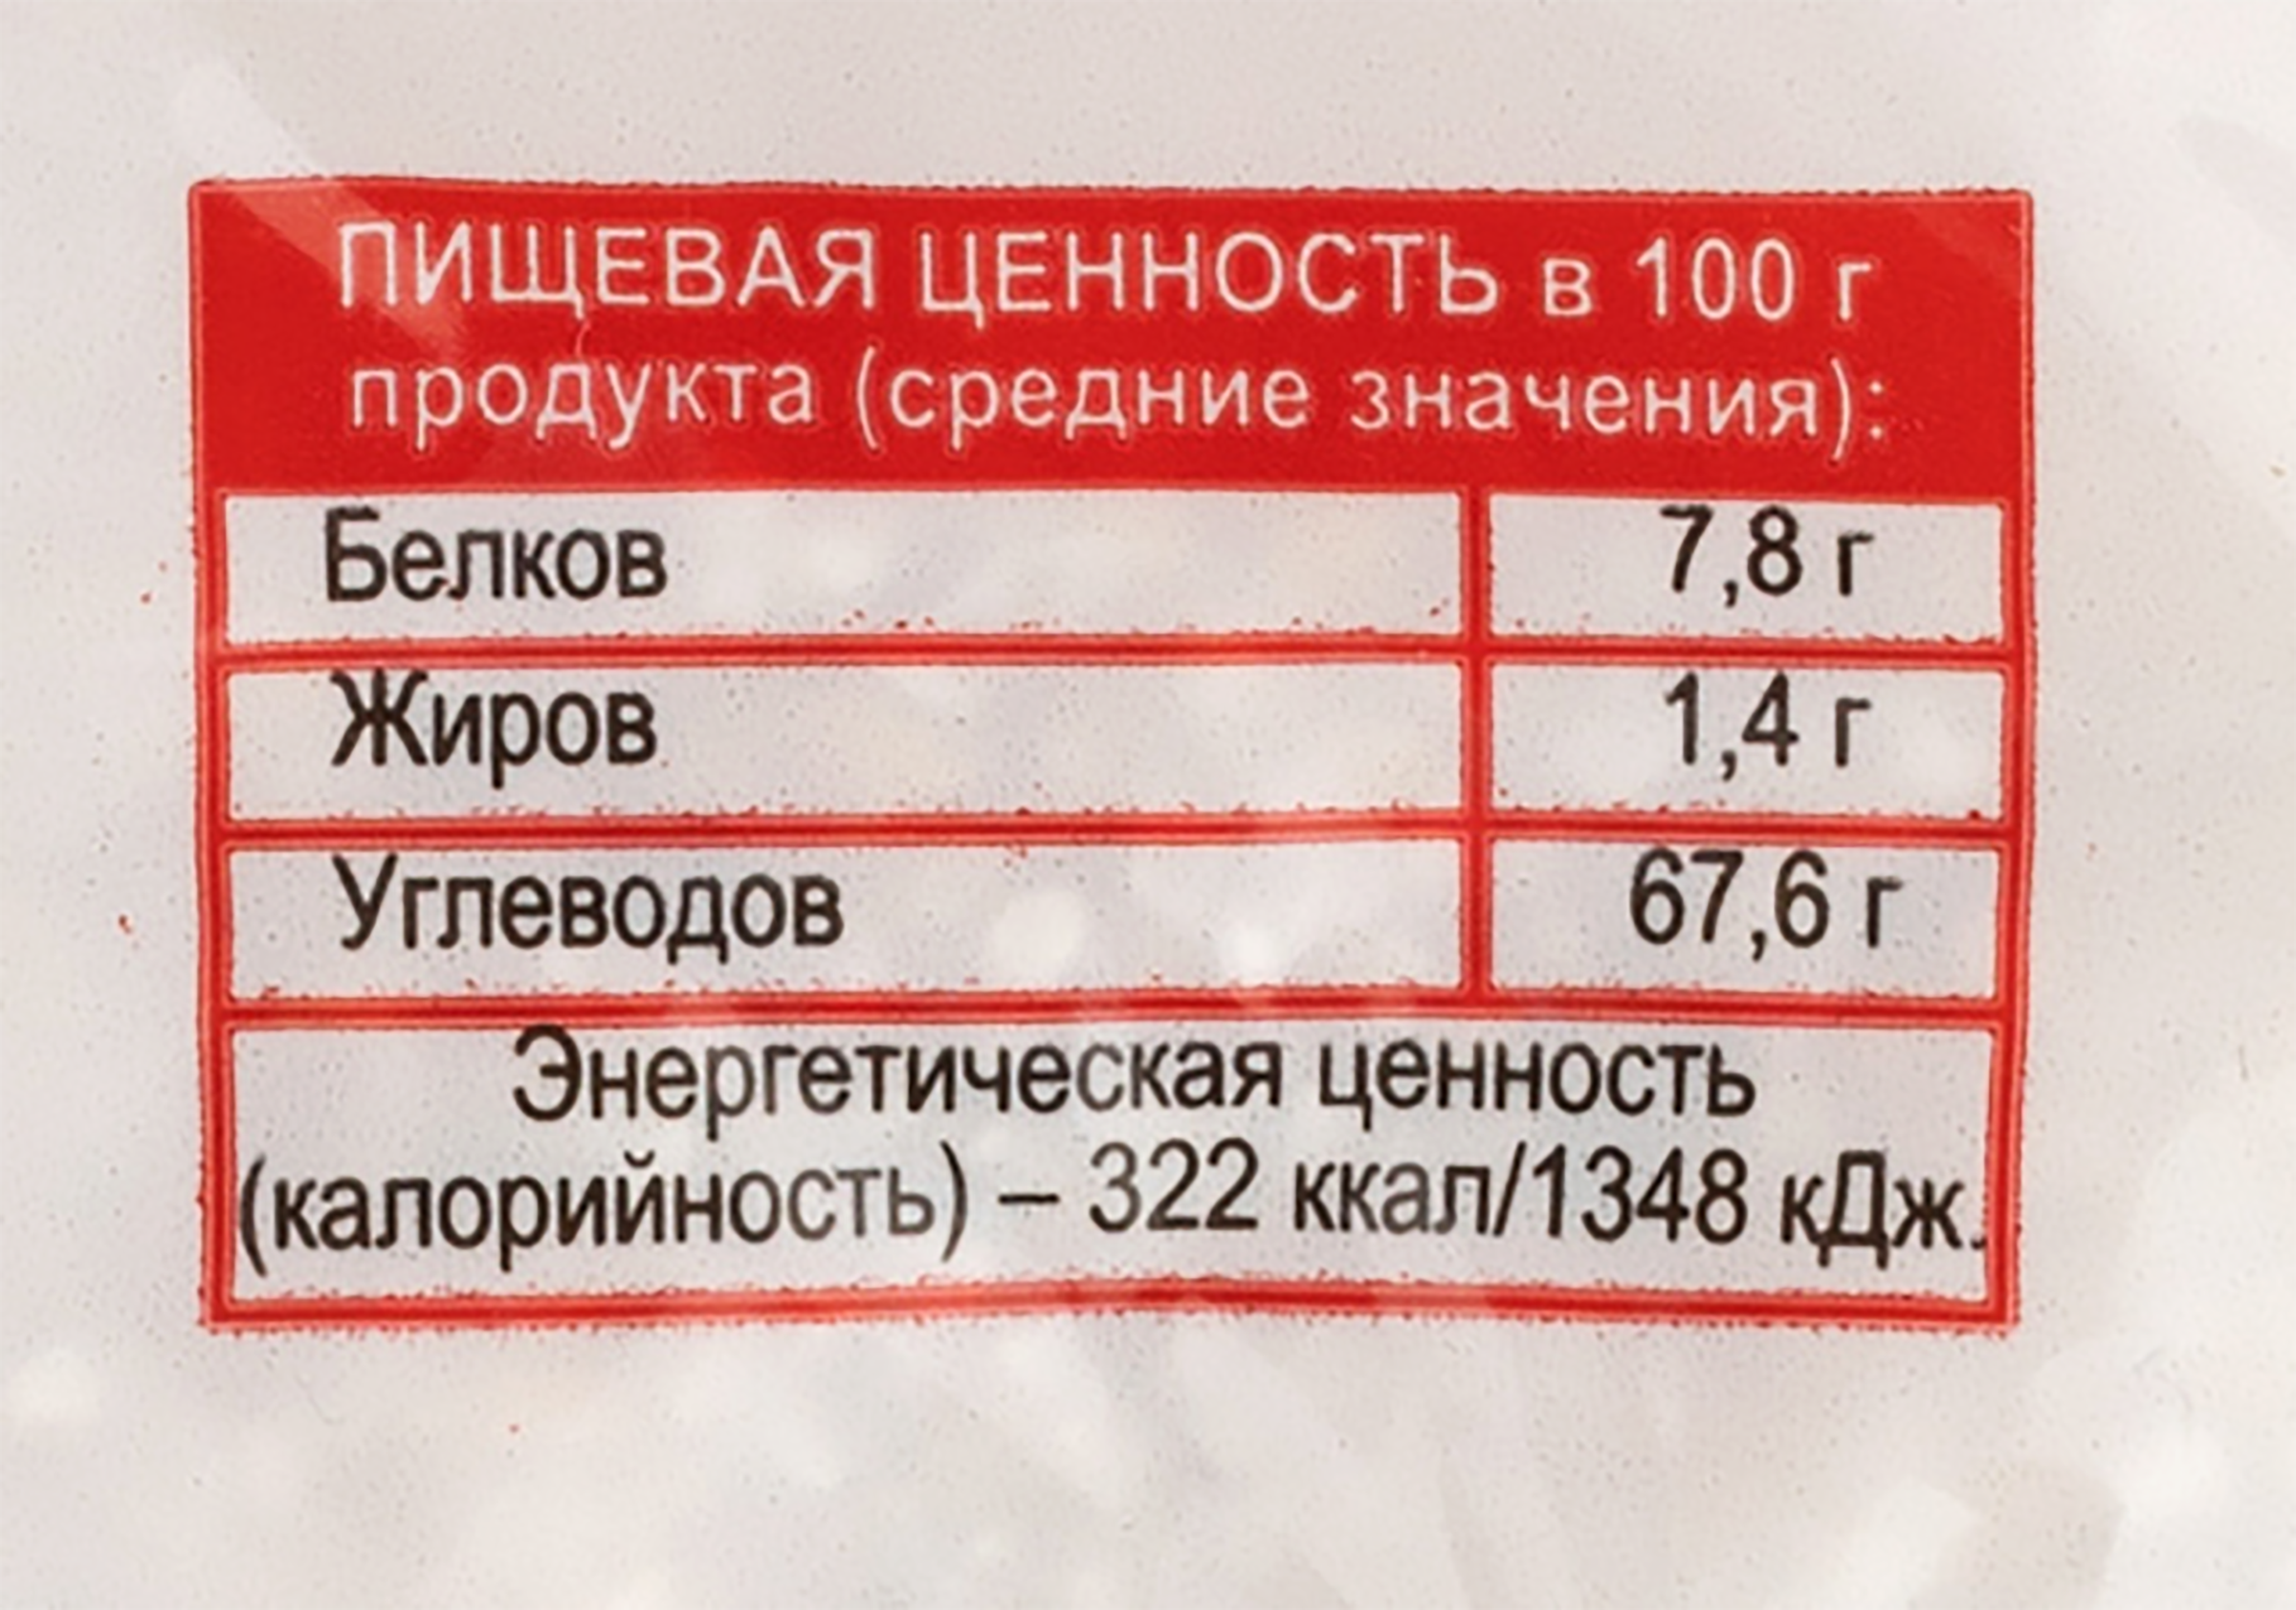 ПИЩЕВАЯ ЦЕННОСТЬ в 100 г
продукта (средние значения):
Белков 7,8 г
Жиров 1,4 г
Углеводов 67,6 г
Энергетическая ценность
(калорийность) – 322 ккал/1348 кДж.